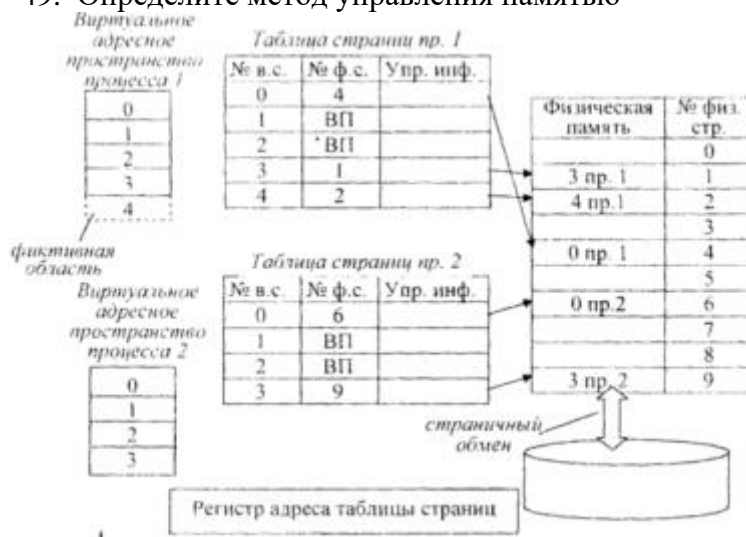 49. Определите метод управления памятью
Виртуальное
адресное
пространство
процесса 1
0
1
2
3
4
фиктивная
область
Таблица страниц пр. 1
№ в.с. № ф.с. Упр. инф.
0 4
1 ВП
2 ВП
3 1
4 2
Физическая память № физ. стр.
0
3 пр. 1 1
4 пр.1 2
3
0 пр. 1 4
5
0 пр.2 6
7
8
3 пр. 2 9
Таблица страниц пр. 2
№ в.с. № ф.с. Упр. инф.
0 6
1 ВП
2 ВП
3 9
Виртуальное
адресное
пространство
процесса 2
0
1
2
3
страничный
обмен
Регистр адреса таблицы страниц